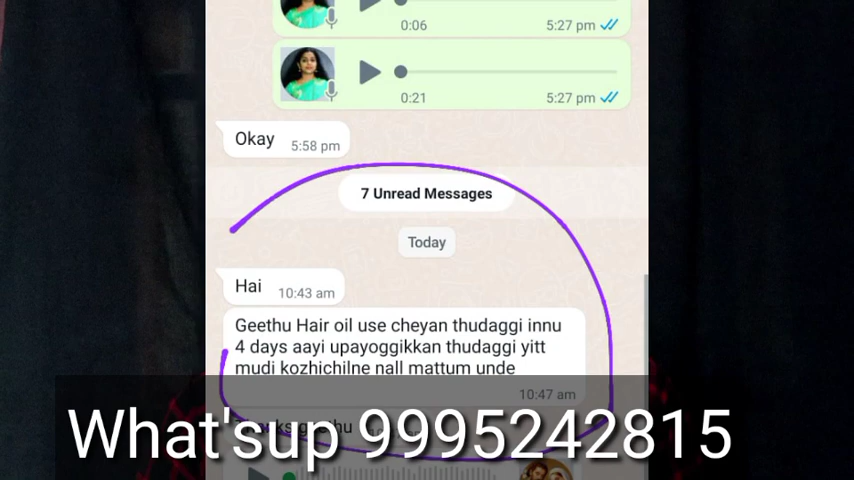 0:06 5:27 pm
0:21 5:27 pm
Okay 5:58 pm
7 Unread Messages
Today
Hai 10:43 am
Geethu Hair oil use cheyan thudaggi innu
4 days aayi upayoggikkan thudaggi yitt
mudi kozhichilne nall mattum unde
10:47 am
What'sup 9995242815